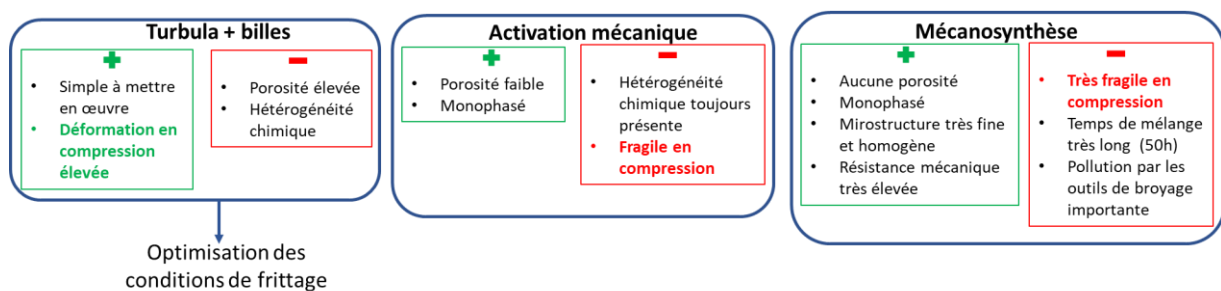 Turbula + billes
• Simple à mettre
en œuvre
• Déformation en
compression
élevée
• Porosité élevée
• Hétérogénéité
chimique
Optimisation des
conditions de frittage
Activation mécanique
• Porosité faible
• Monophasé
• Hétérogénéité
chimique toujours
présente
• Fragile en
compression
Mécanosynthèse
• Aucune porosité
• Monophasé
• Mirostructure très fine
et homogène
• Résistance mécanique
très élevée
• Très fragile en
compression
• Temps de mélange
très long (50h)
• Pollution par les
outils de broyage
importante